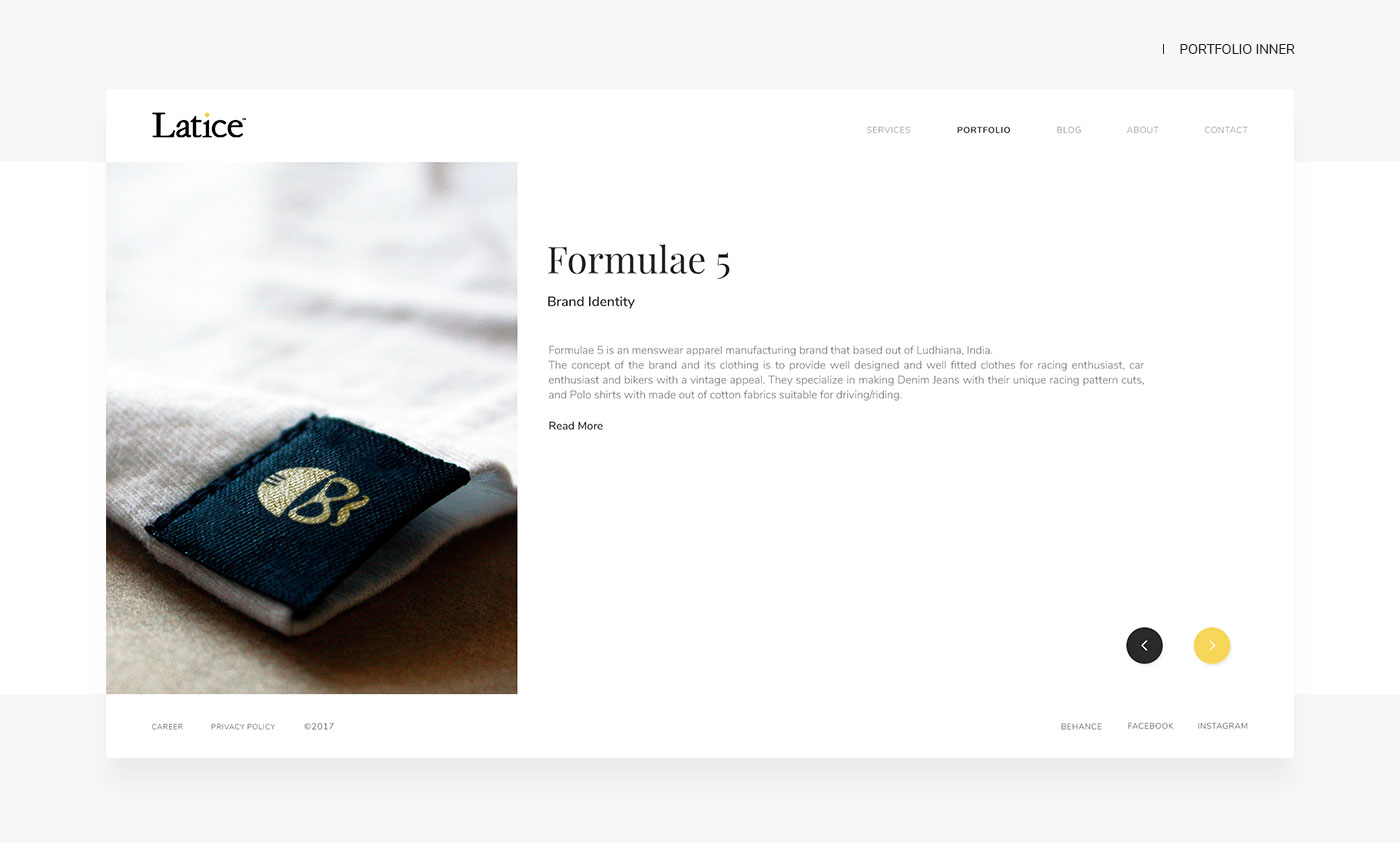 PORTFOLIO INNER
Latice™
SERVICES PORTFOLIO BLOG ABOUT CONTACT
Formulae 5
Brand Identity
Formulae 5 is an menswear apparel manufacturing brand that based out of Ludhiana, India.
The concept of the brand and its clothing is to provide well designed and well fitted clothes for racing enthusiast, car
enthusiast and bikers with a vintage appeal. They specialize in making Denim Jeans with their unique racing pattern cuts,
and Polo shirts with made out of cotton fabrics suitable for driving/riding.
Read More
CAREER PRIVACY POLICY ©2017
BEHANCE FACEBOOK INSTAGRAM